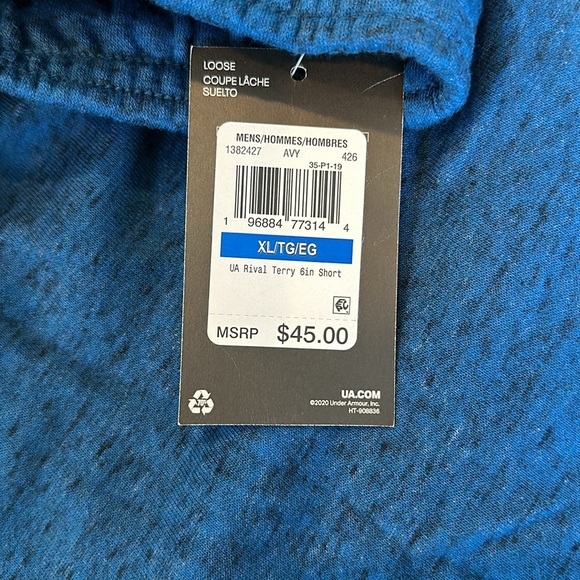 LOOSE
COUPE LÂCHE
SUELTO
MENS/HOMMES/HOMBRES
1382427 AVY 426
35-P1-19
1 96884 77314 4
XL/TG/EG
UA Rival Terry 6in Short
MSRP $45.00
UA.COM
©2020 Under Armour, Inc.
HT-908836